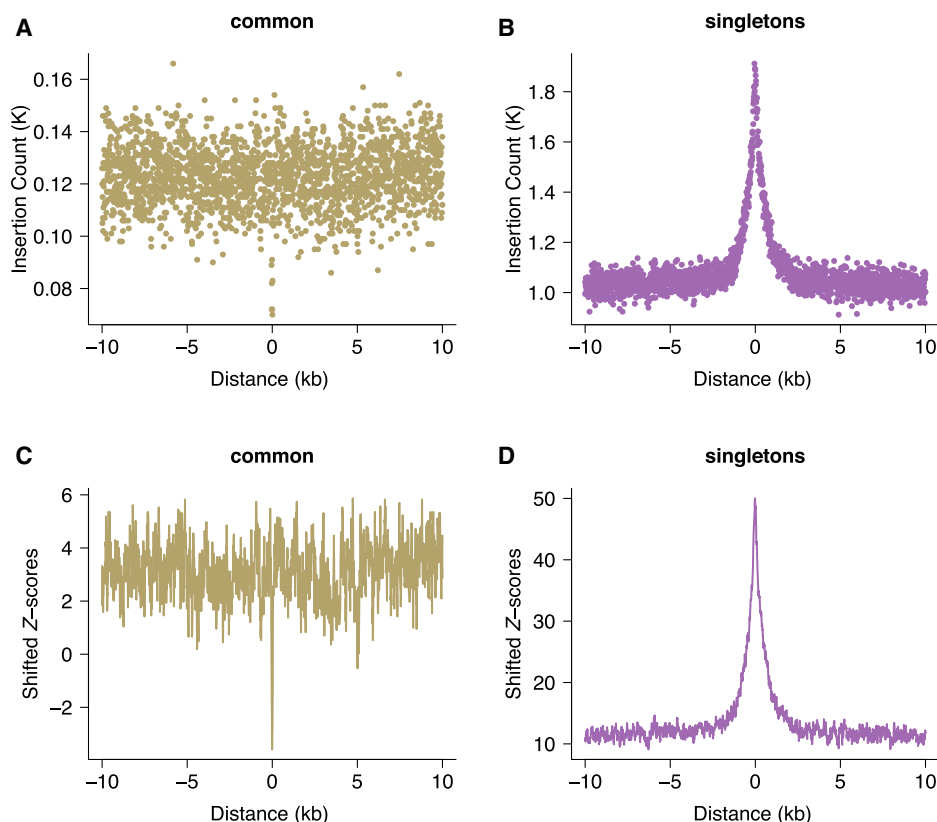 A
common
Insertion Count (K)
0.16
0.14
0.12
0.10
0.08
−10
−5
0
5
10
Distance (kb)
B
singletons
Insertion Count (K)
1.8
1.6
1.4
1.2
1.0
−10
−5
0
5
10
Distance (kb)
C
common
Shifted Z−scores
6
4
2
0
−2
−10
−5
0
5
10
Distance (kb)
D
singletons
Shifted Z−scores
50
40
30
20
10
−10
−5
0
5
10
Distance (kb)